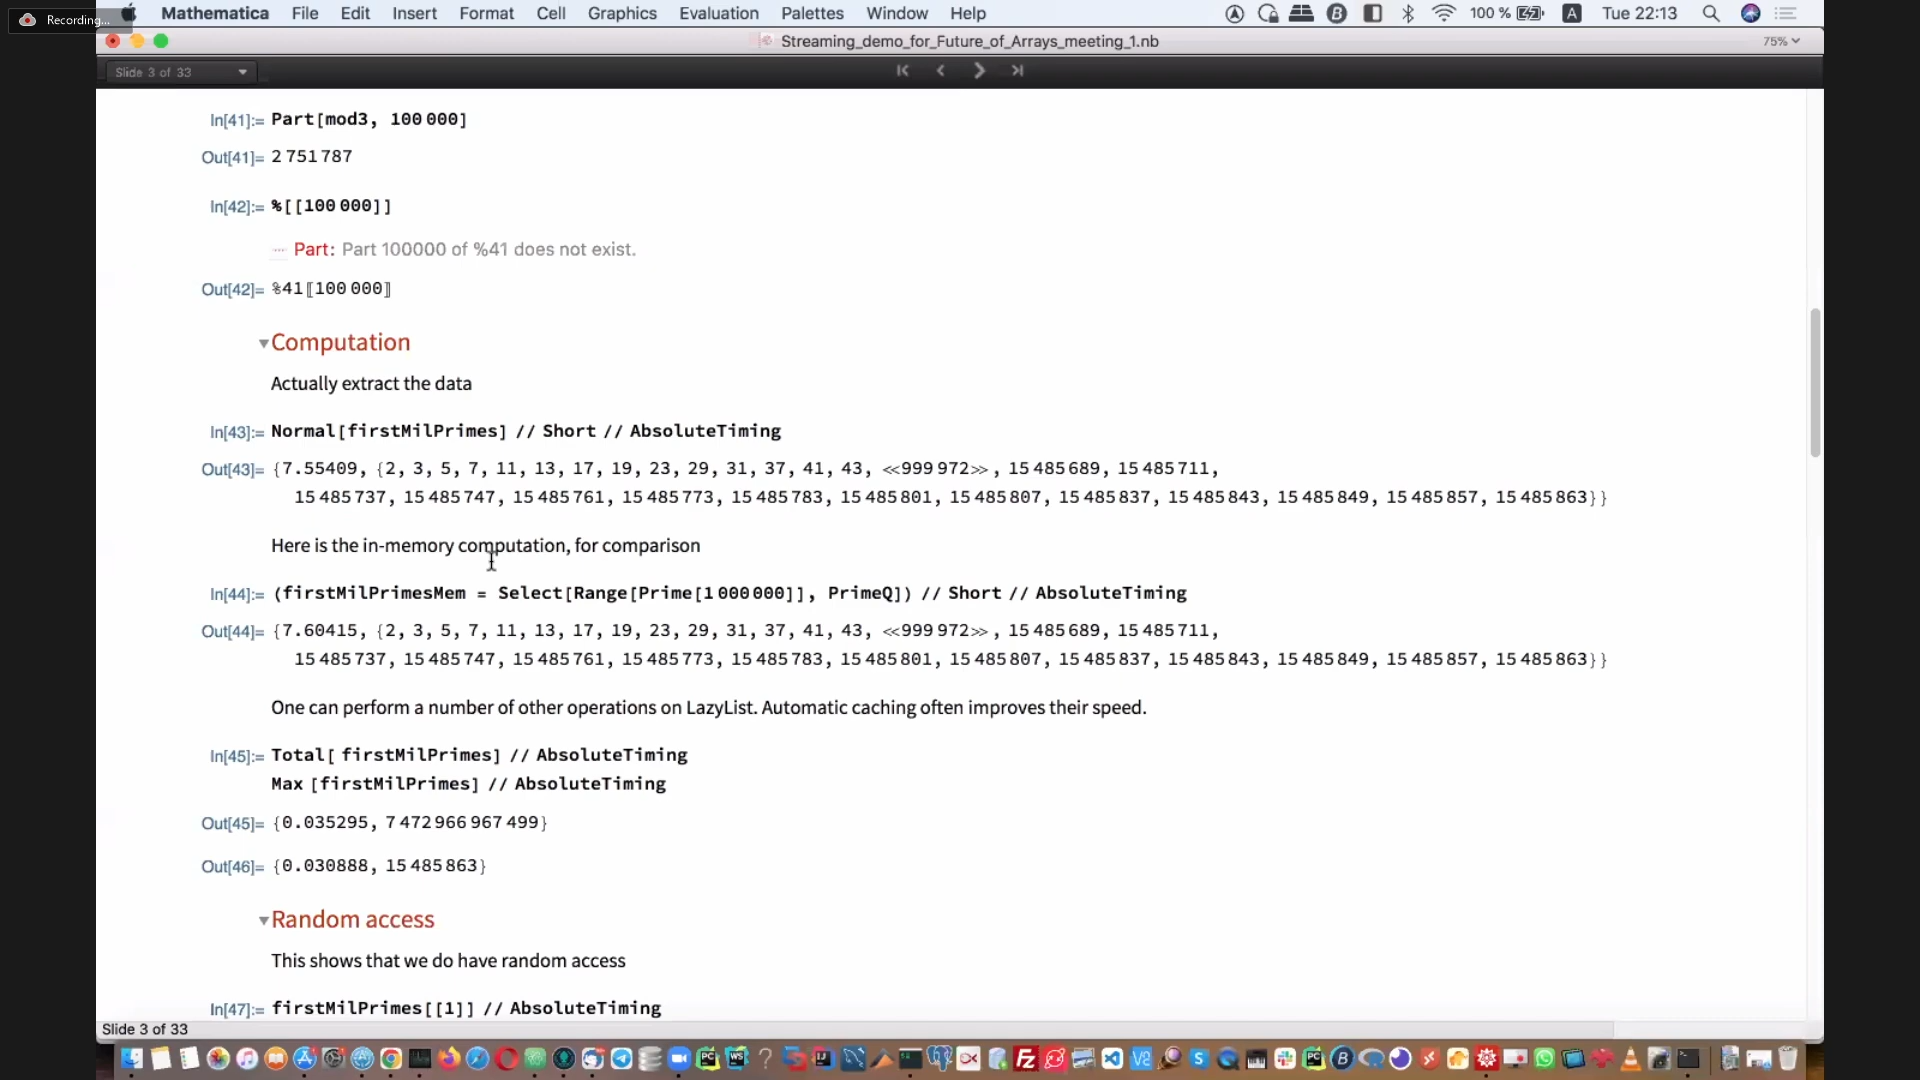 Recording...
Mathematica File Edit Insert Format Cell Graphics Evaluation Palettes Window Help 100 % A Tue 22:13
Streaming_demo_for_Future_of_Arrays_meeting_1.nb 75%
Slide 3 of 33
In[41]:= Part[mod3, 100 000]
Out[41]= 2 751 787
In[42]:= %[[100 000]]
Part: Part 100000 of %41 does not exist.
Out[42]= %41〚100 000〛
Computation
Actually extract the data
In[43]:= Normal[firstMilPrimes] // Short // AbsoluteTiming
Out[43]= {7.55409, {2, 3, 5, 7, 11, 13, 17, 19, 23, 29, 31, 37, 41, 43, ≪999 972≫, 15 485 689, 15 485 711,
15 485 737, 15 485 747, 15 485 761, 15 485 773, 15 485 783, 15 485 801, 15 485 807, 15 485 837, 15 485 843, 15 485 849, 15 485 857, 15 485 863}}
Here is the in-memory computation, for comparison
In[44]:= (firstMilPrimesMem = Select[Range[Prime[1 000 000]], PrimeQ]) // Short // AbsoluteTiming
Out[44]= {7.60415, {2, 3, 5, 7, 11, 13, 17, 19, 23, 29, 31, 37, 41, 43, ≪999 972≫, 15 485 689, 15 485 711,
15 485 737, 15 485 747, 15 485 761, 15 485 773, 15 485 783, 15 485 801, 15 485 807, 15 485 837, 15 485 843, 15 485 849, 15 485 857, 15 485 863}}
One can perform a number of other operations on LazyList. Automatic caching often improves their speed.
In[45]:= Total[ firstMilPrimes] // AbsoluteTiming
Max [firstMilPrimes] // AbsoluteTiming
Out[45]= {0.035295, 7 472 966 967 499}
Out[46]= {0.030888, 15 485 863}
Random access
This shows that we do have random access
In[47]:= firstMilPrimes[[1]] // AbsoluteTiming
Slide 3 of 33